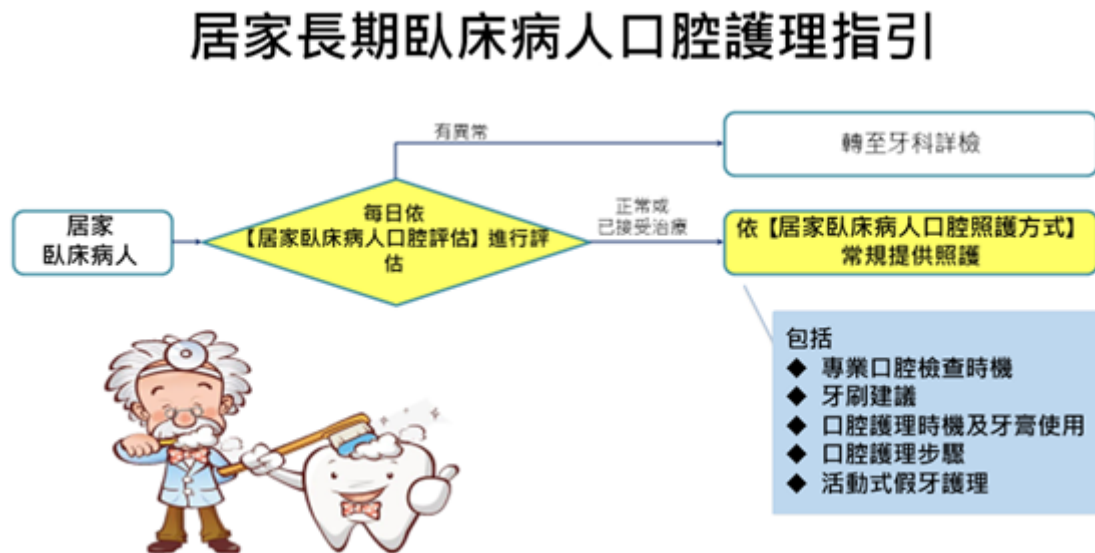 居家長期臥床病人口腔護理指引
有異常
轉至牙科詳檢
居家
臥床病人
每日依
【居家臥床病人口腔評估】進行評
估
正常或
已接受治療
依【居家臥床病人口腔照護方式】
常規提供照護
包括
◆ 專業口腔檢查時機
◆ 牙刷建議
◆ 口腔護理時機及牙膏使用
◆ 口腔護理步驟
◆ 活動式假牙護理